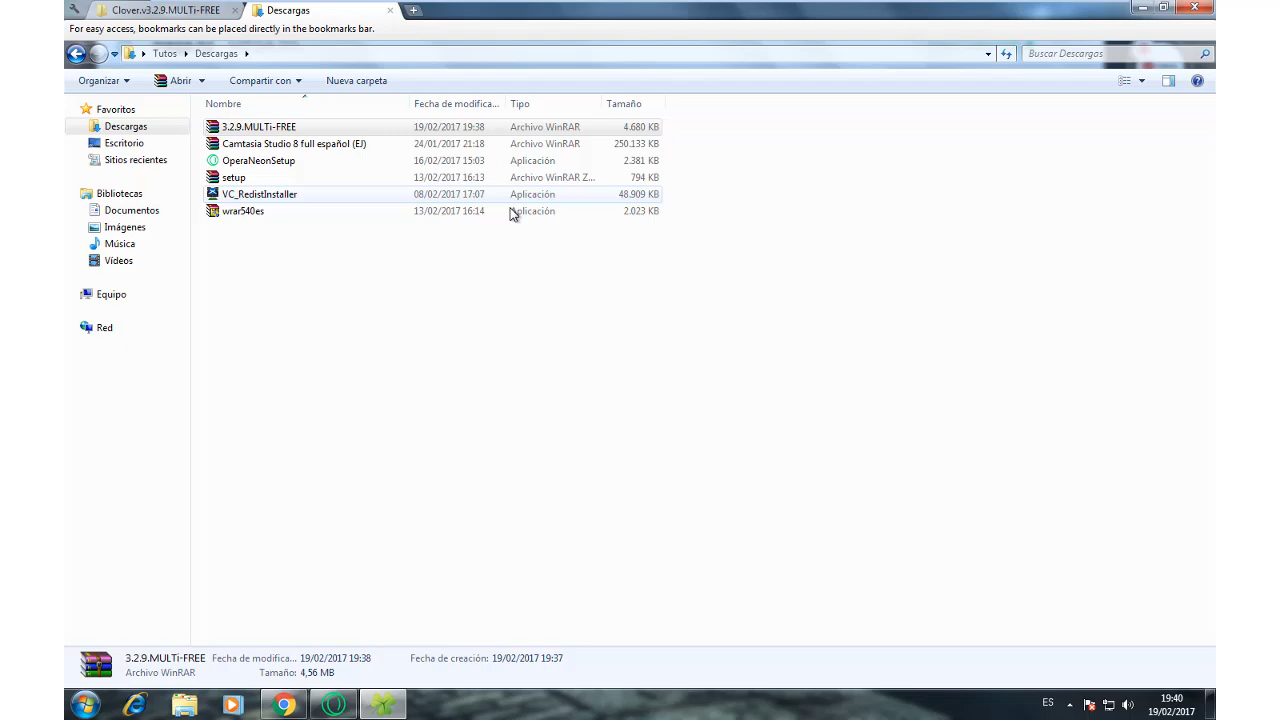 Clover.v3.2.9.MULTi-FREE
Descargas
For easy access, bookmarks can be placed directly in the bookmarks bar.
Tutos
Descargas
Buscar Descargas
Organizar
Abrir
Compartir con
Nueva carpeta
Favoritos
Descargas
Escritorio
Sitios recientes
Bibliotecas
Documentos
Imágenes
Música
Vídeos
Equipo
Red
Nombre Fecha de modifica... Tipo Tamaño
3.2.9.MULTi-FREE 19/02/2017 19:38 Archivo WinRAR 4.680 KB
Camtasia Studio 8 full español (EJ) 24/01/2017 21:18 Archivo WinRAR 250.133 KB
OperaNeonSetup 16/02/2017 15:03 Aplicación 2.381 KB
setup 13/02/2017 16:13 Archivo WinRAR Z... 794 KB
VC_RedistInstaller 08/02/2017 17:07 Aplicación 48.909 KB
wrar540es 13/02/2017 16:14 Aplicación 2.023 KB
3.2.9.MULTi-FREE Fecha de modifica... 19/02/2017 19:38 Fecha de creación: 19/02/2017 19:37
Archivo WinRAR Tamaño: 4,56 MB
ES
19:40
19/02/2017